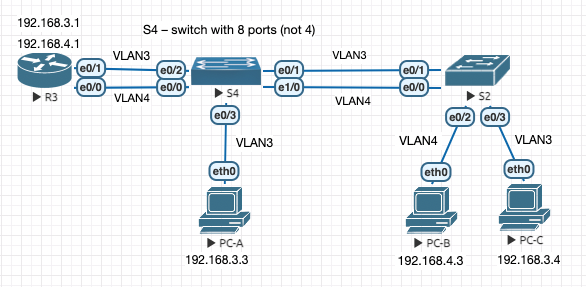 192.168.3.1
S4 – switch with 8 ports (not 4)
192.168.4.1
VLAN3
VLAN3
e0/1
e0/2
e0/1
e0/1
e0/0
e0/0
e1/0
e0/0
R3
VLAN4
S4
VLAN4
S2
e0/3
e0/2
e0/3
VLAN3
VLAN4
VLAN3
eth0
eth0
eth0
PC-A
PC-B
PC-C
192.168.3.3
192.168.4.3
192.168.3.4